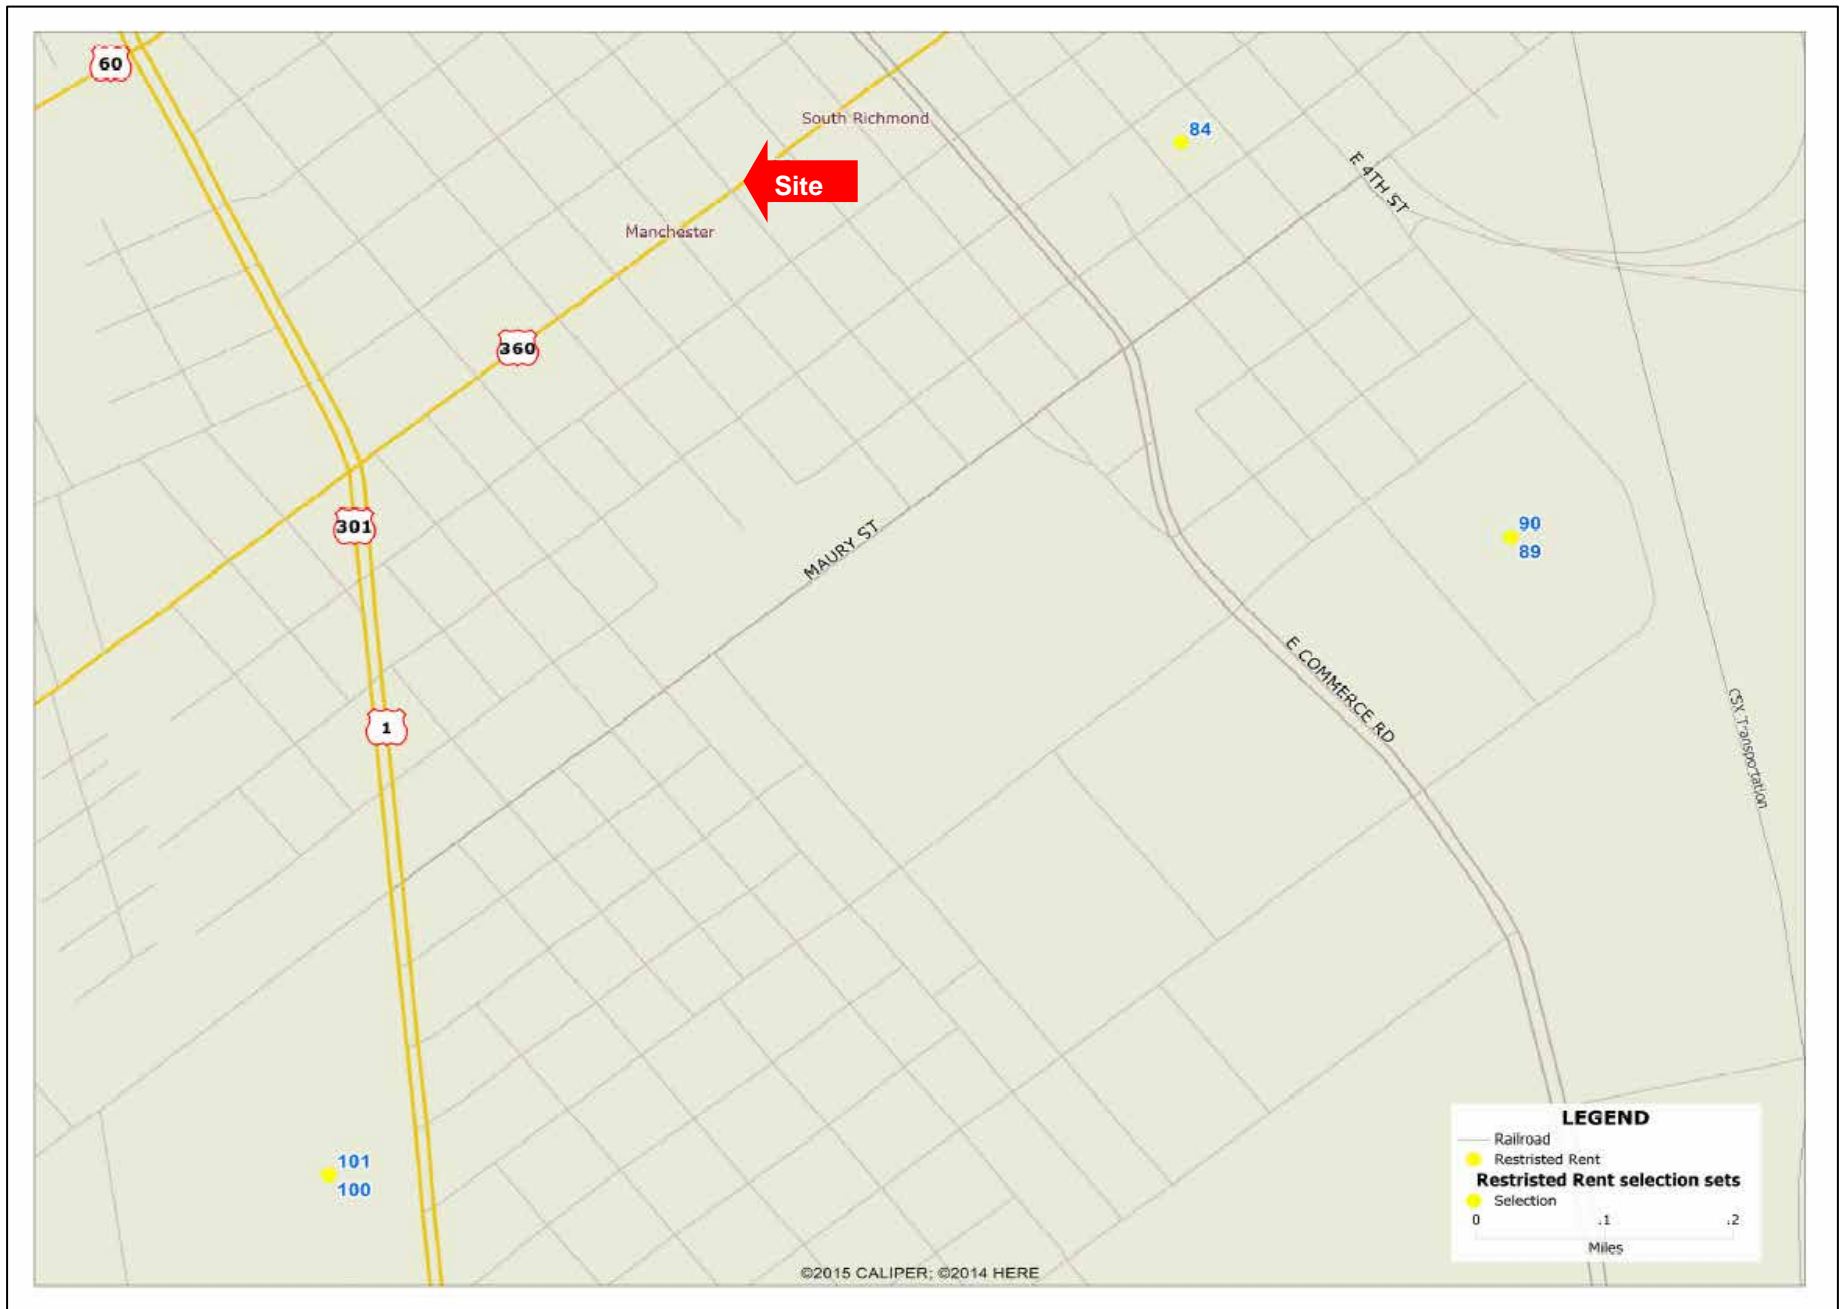 60
South Richmond
84
E 4TH ST
Site
Manchester
360
301
90
89
MAURY ST
E COMMERCE RD
1
CSX Transportation
101
100
LEGEND
Railroad
Restristed Rent
Restristed Rent selection sets
Selection
0 .1 .2
Miles
©2015 CALIPER; ©2014 HERE